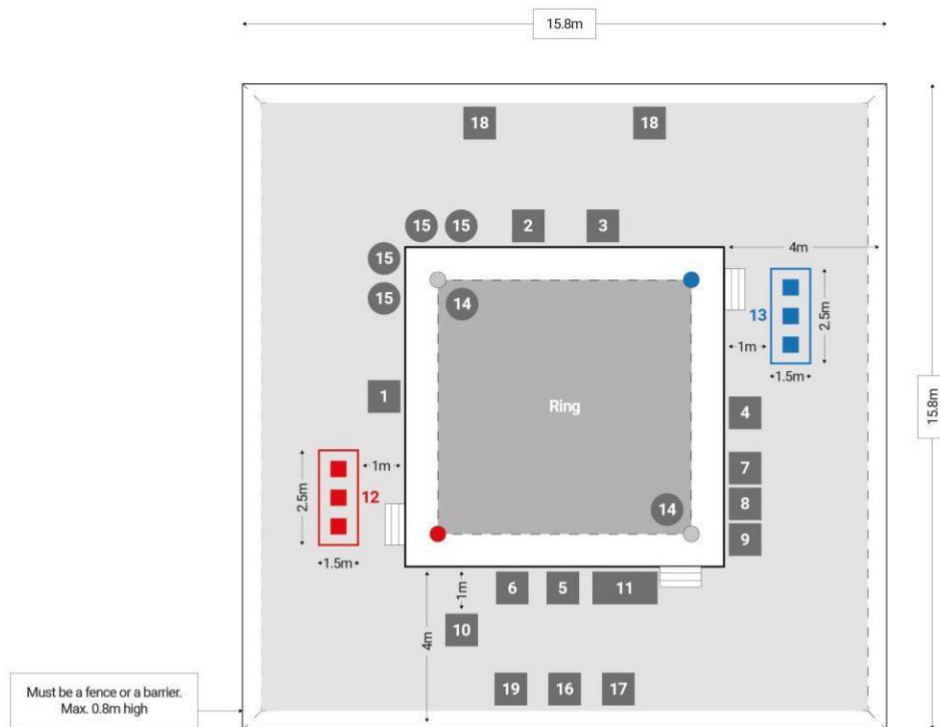 15.8m
18 18
15 15 2 3
15
4m
15
14
13
2.5m
1m
1.5m
15.8m
1
Ring
4
1m
7
2.5m
12
14
8
9
1.5m
6 5 11
1m
10
4m
19 16 17
Must be a fence or a barrier.
Max. 0.8m high